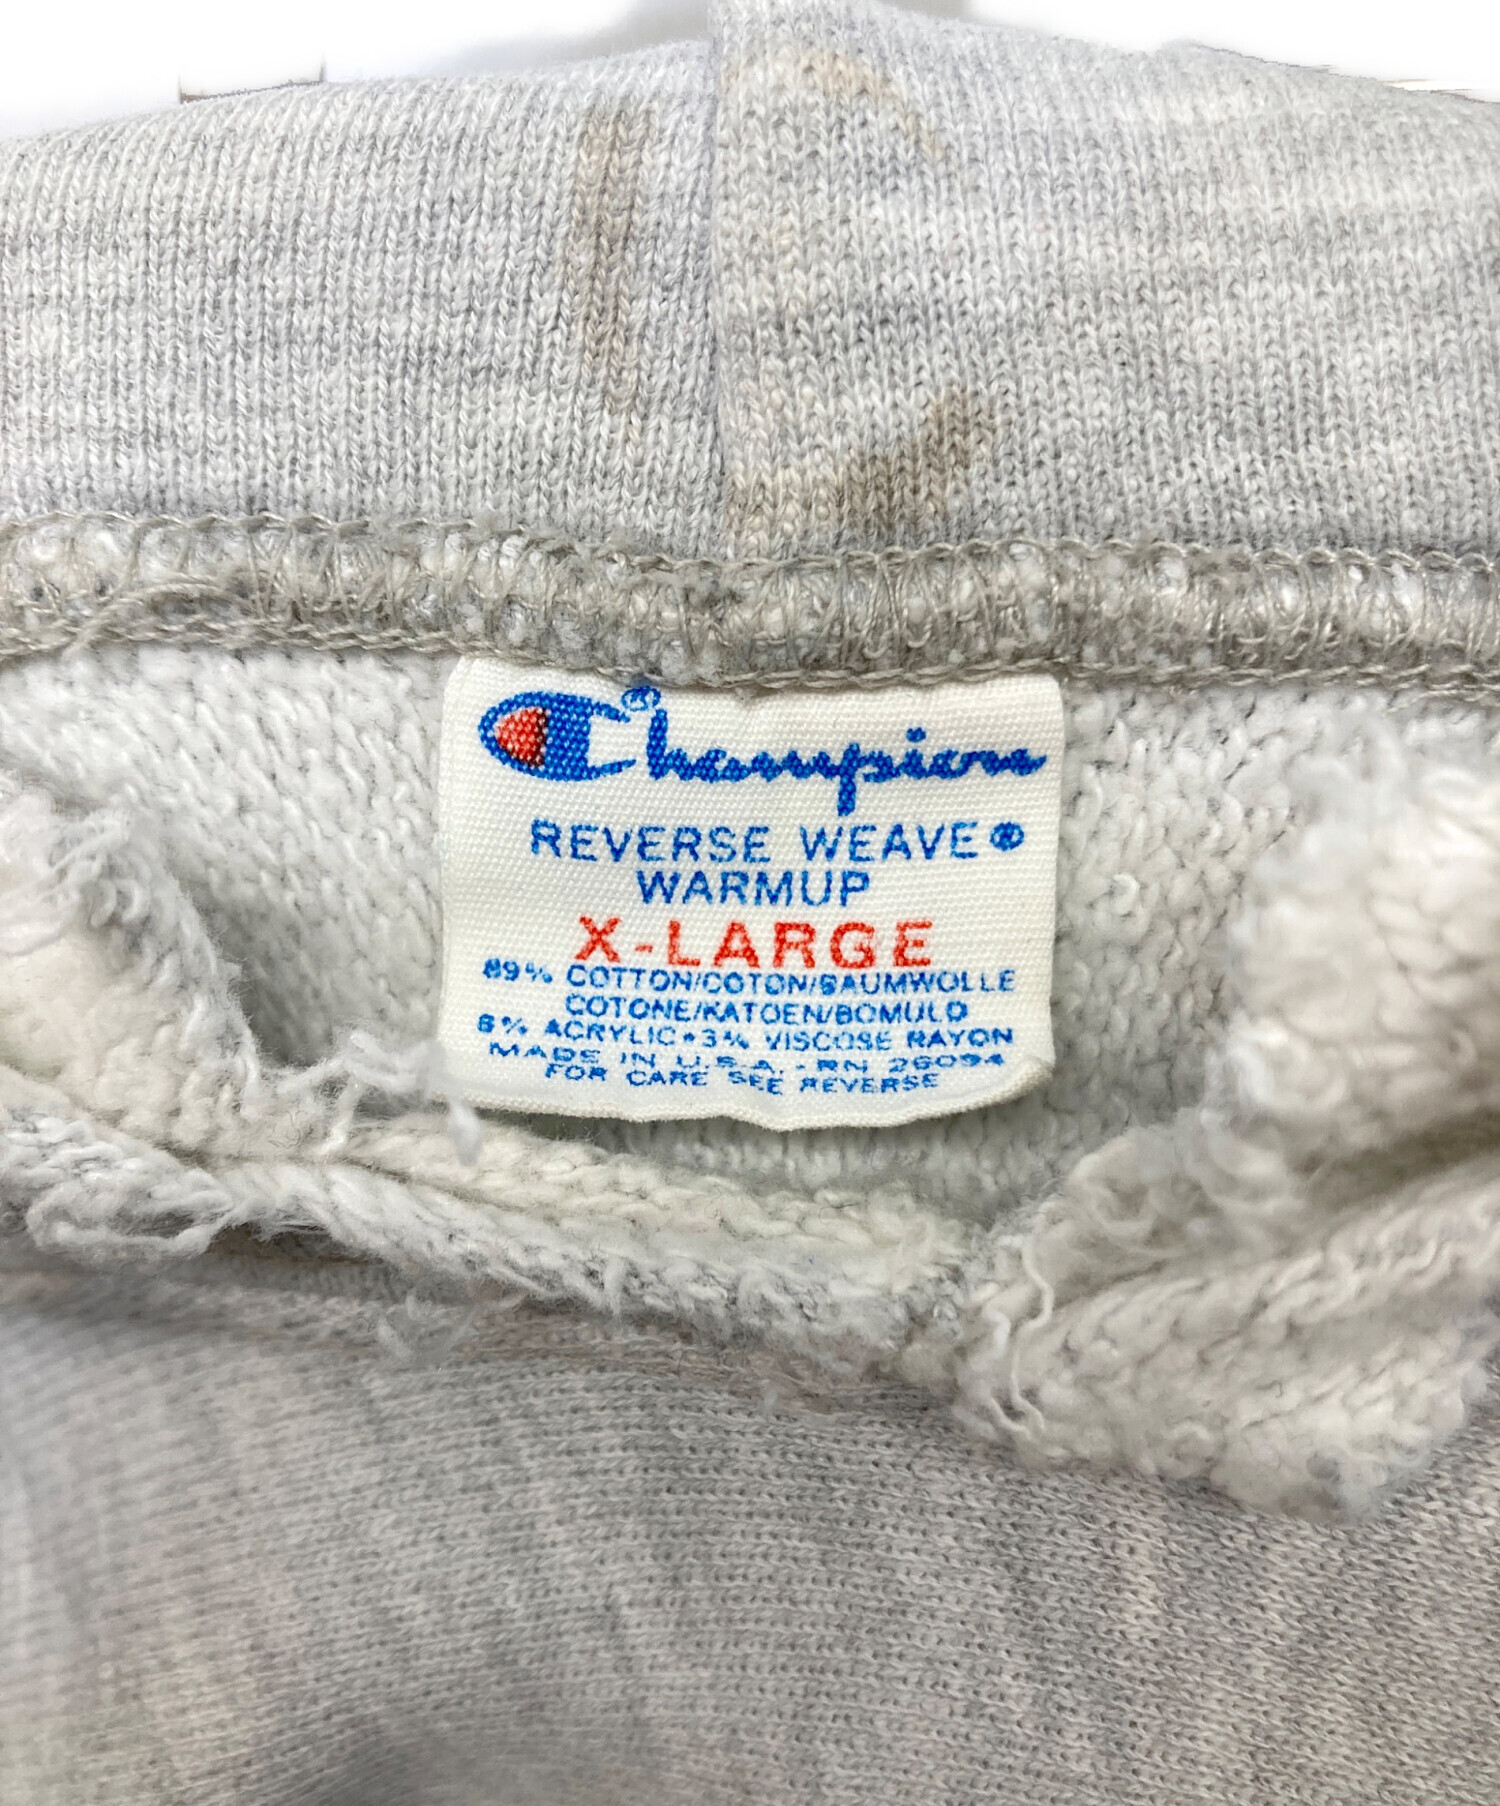 Champion®
REVERSE WEAVE®
WARMUP
X-LARGE
89% COTTON/COTON/BAUMWOLLE
COTONE/KATOEN/BOMULD
8% ACRYLIC•3% VISCOSE RAYON
MADE IN U.S.A.-RN 26094
FOR CARE SEE REVERSE